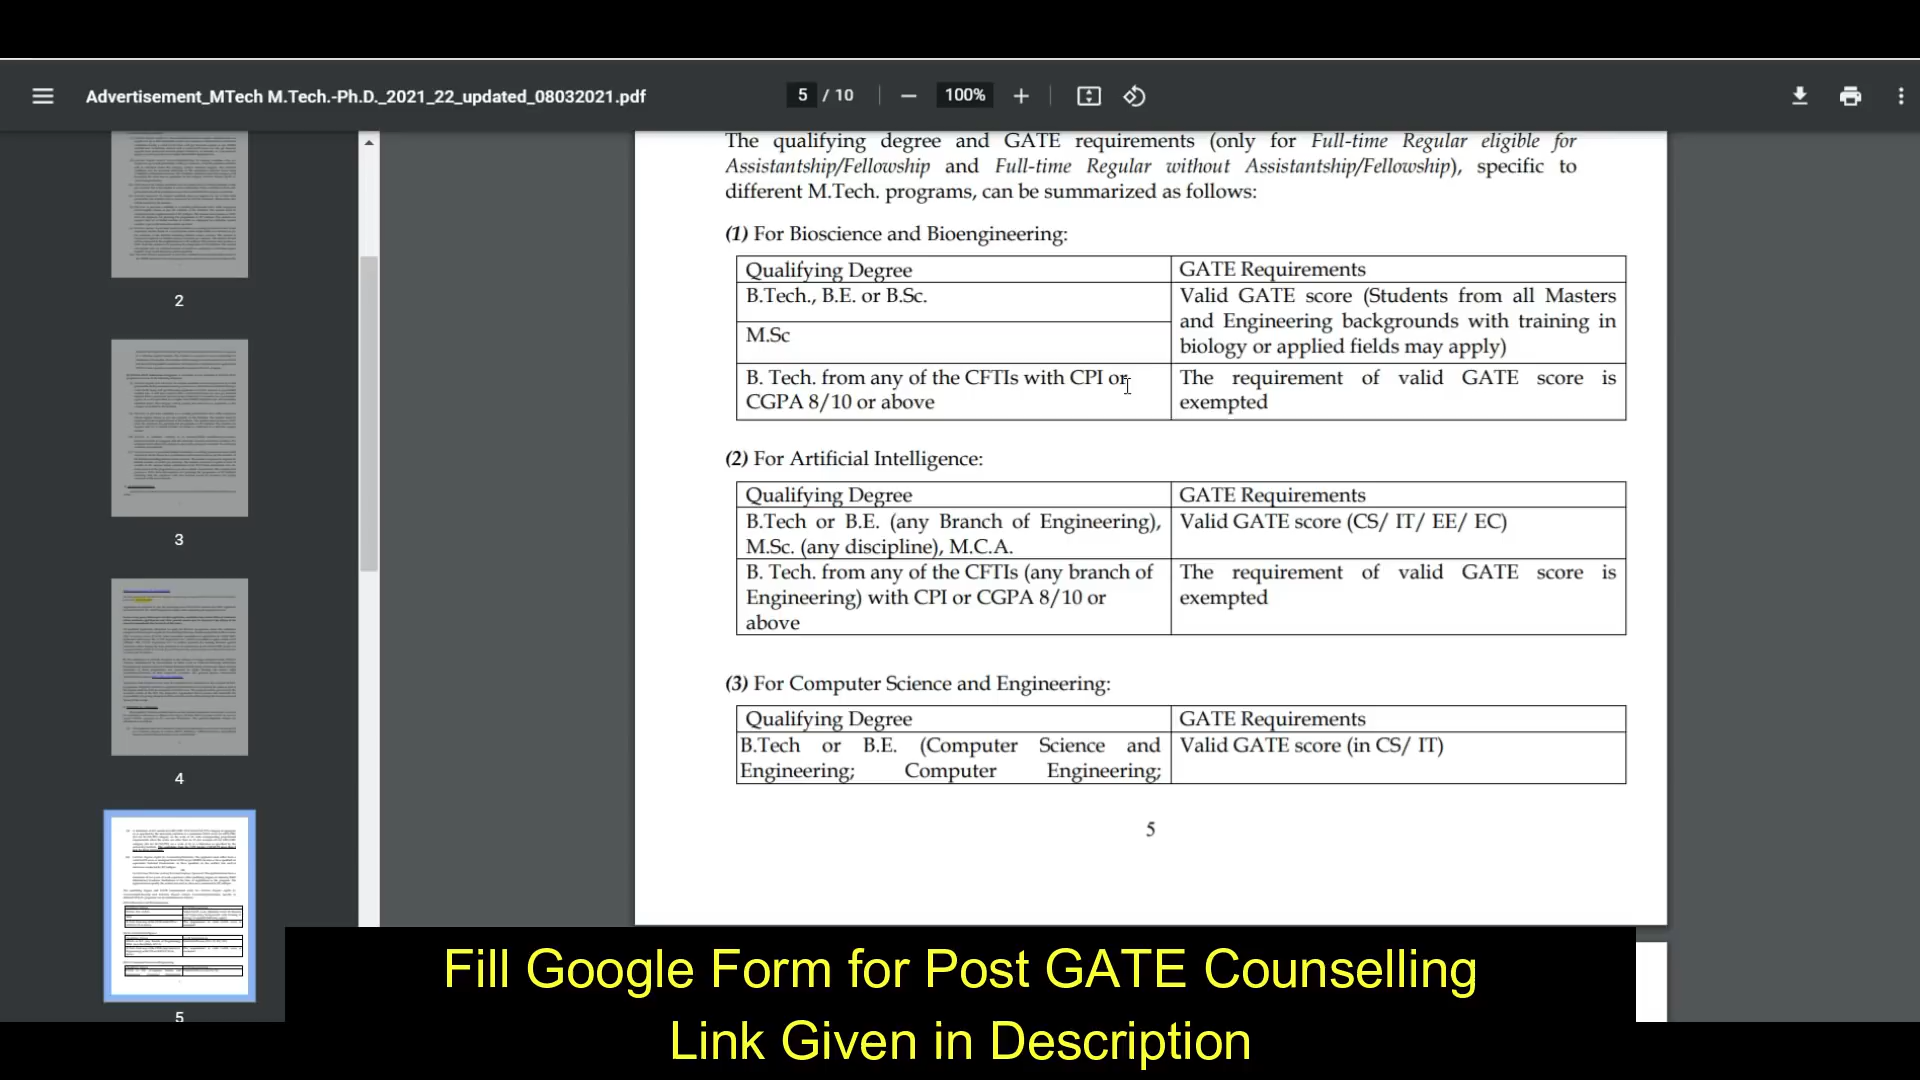 Advertisement_MTech M.Tech.-Ph.D._2021_22_updated_08032021.pdf
5 / 10
100%
2
3
4
5
The qualifying degree and GATE requirements (only for Full-time Regular eligible for
Assistantship/Fellowship and Full-time Regular without Assistantship/Fellowship), specific to
different M.Tech. programs, can be summarized as follows:
(1) For Bioscience and Bioengineering:
Qualifying Degree
GATE Requirements
B.Tech., B.E. or B.Sc.
Valid GATE score (Students from all Masters
and Engineering backgrounds with training in
biology or applied fields may apply)
M.Sc
B. Tech. from any of the CFTIs with CPI or
CGPA 8/10 or above
The requirement of valid GATE score is
exempted
(2) For Artificial Intelligence:
Qualifying Degree
GATE Requirements
B.Tech or B.E. (any Branch of Engineering),
M.Sc. (any discipline), M.C.A.
Valid GATE score (CS/ IT/ EE/ EC)
B. Tech. from any of the CFTIs (any branch of
Engineering) with CPI or CGPA 8/10 or
above
The requirement of valid GATE score is
exempted
(3) For Computer Science and Engineering:
Qualifying Degree
GATE Requirements
B.Tech or B.E. (Computer Science and
Engineering; Computer Engineering;
Valid GATE score (in CS/ IT)
5
Fill Google Form for Post GATE Counselling
Link Given in Description